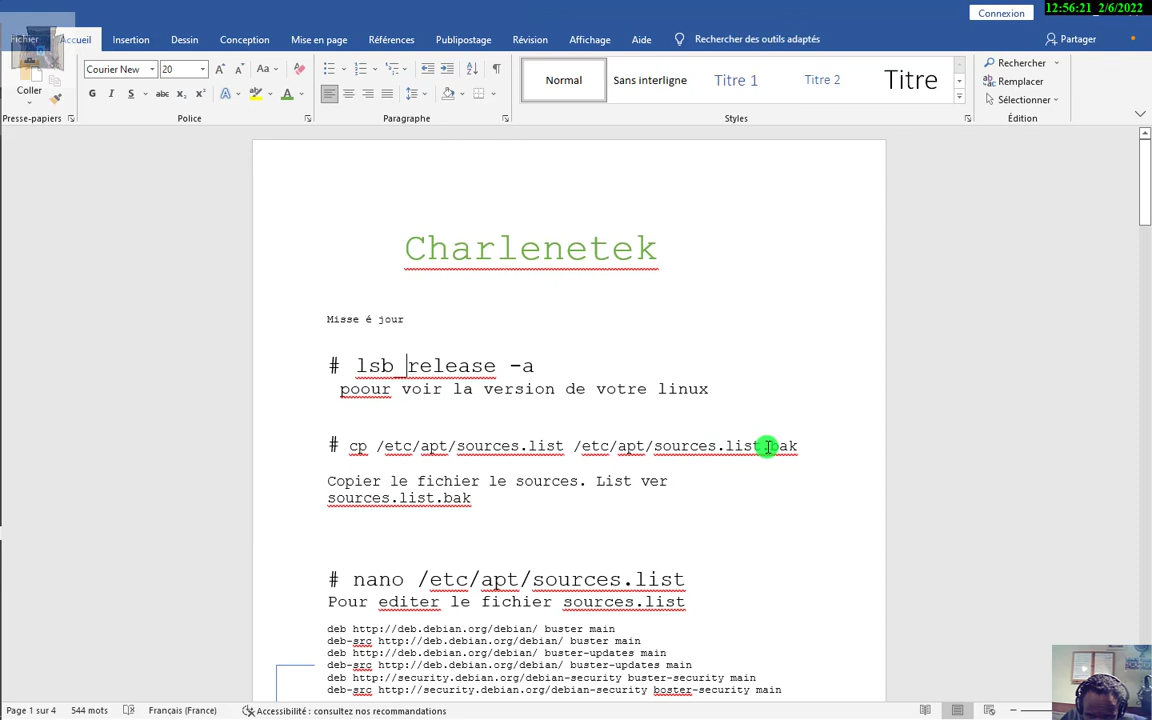 Connexion
12:56:21 2/6/2022
Fichier Accueil Insertion Dessin Conception Mise en page Références Publipostage Révision Affichage Aide Rechercher des outils adaptés Partager
Courier New 20 Aa
Rechercher
Remplacer
Sélectionner
Coller
Normal Sans interligne Titre 1 Titre 2 Titre
Presse-papiers Police Paragraphe Styles Édition
Charlenetek
Misse é jour
# lsb_release -a
poour voir la version de votre linux
# cp /etc/apt/sources.list /etc/apt/sources.list.bak
Copier le fichier le sources. List ver
sources.list.bak
# nano /etc/apt/sources.list
Pour editer le fichier sources.list
deb http://deb.debian.org/debian/ buster main
deb-src http://deb.debian.org/debian/ buster main
deb http://deb.debian.org/debian/ buster-updates main
deb-src http://deb.debian.org/debian/ buster-updates main
deb http://security.debian.org/debian-security buster-security main
deb-src http://security.debian.org/debian-security boster-security main
Page 1 sur 4 544 mots Français (France) Accessibilité : consultez nos recommandations